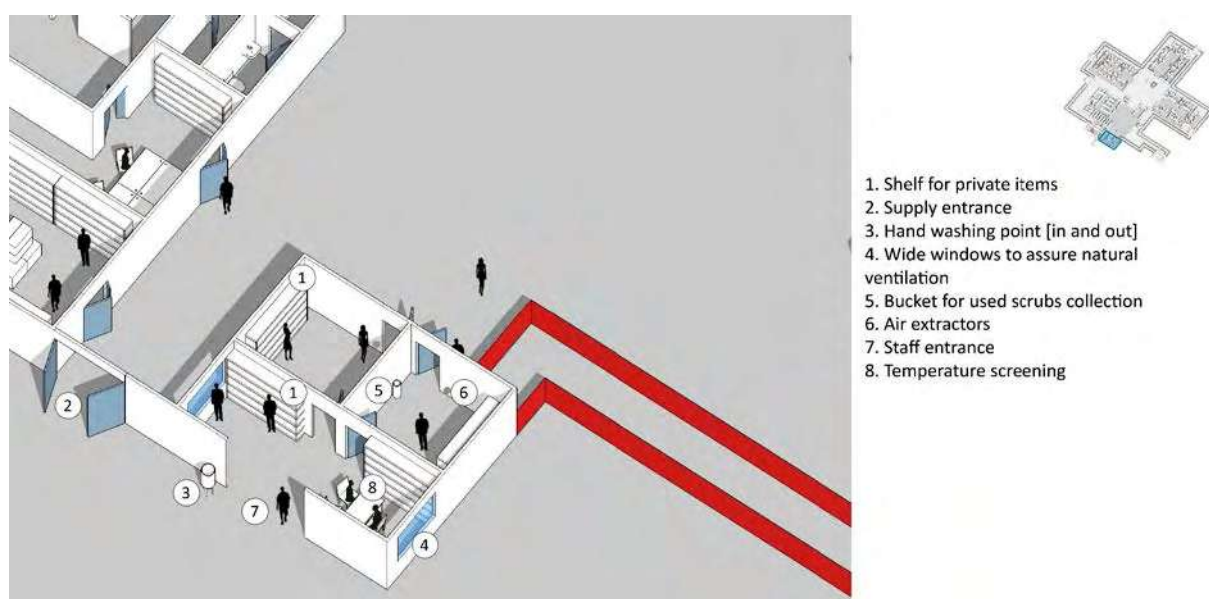 1. Shelf for private items
2. Supply entrance
3. Hand washing point [in and out]
4. Wide windows to assure natural
ventilation
5. Bucket for used scrubs collection
6. Air extractors
7. Staff entrance
8. Temperature screening
1
1
5
6
2
3
8
7
4